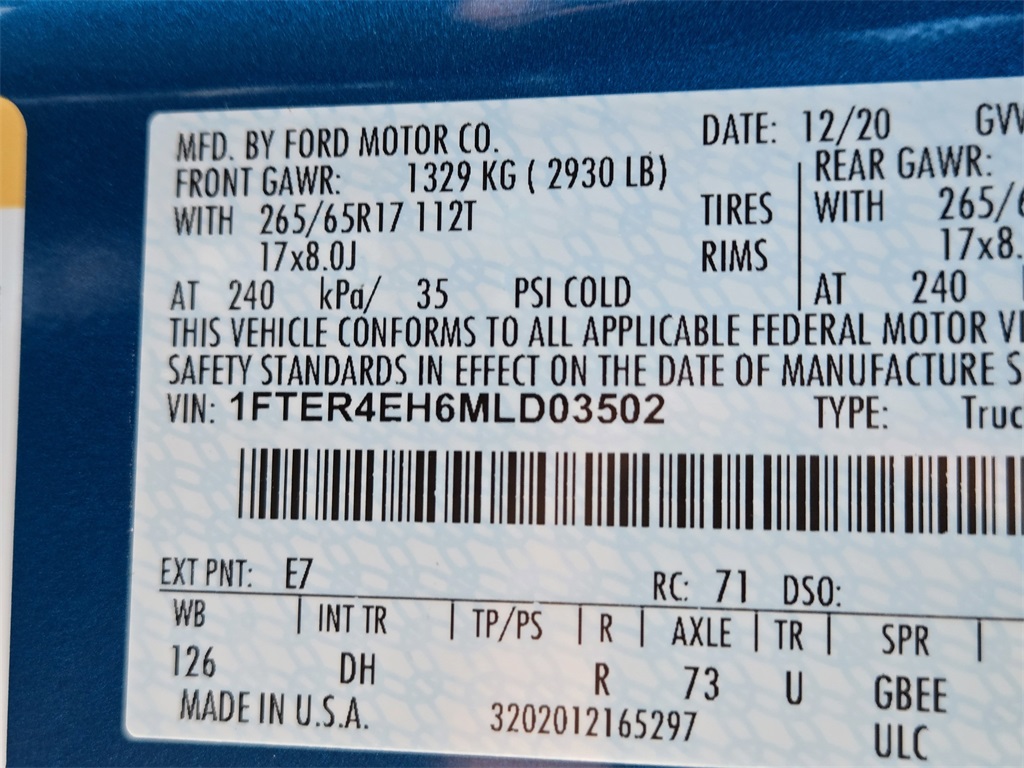 MFD. BY FORD MOTOR CO. DATE: 12/20
FRONT GAWR: 1329 KG ( 2930 LB) REAR GAWR:
WITH 265/65R17 112T TIRES WITH
17x8.0J RIMS
AT 240 kPa/ 35 PSI COLD AT 240
THIS VEHICLE CONFORMS TO ALL APPLICABLE FEDERAL MOTOR
SAFETY STANDARDS IN EFFECT ON THE DATE OF MANUFACTURE
VIN: 1FTER4EH6MLD03502 TYPE:
EXT PNT: E7 RC: 71 DSO:
WB | INT TR | TP/PS | R | AXLE | TR | SPR |
126 DH R 73 U GBEE
MADE IN U.S.A. 3202012165297 ULC